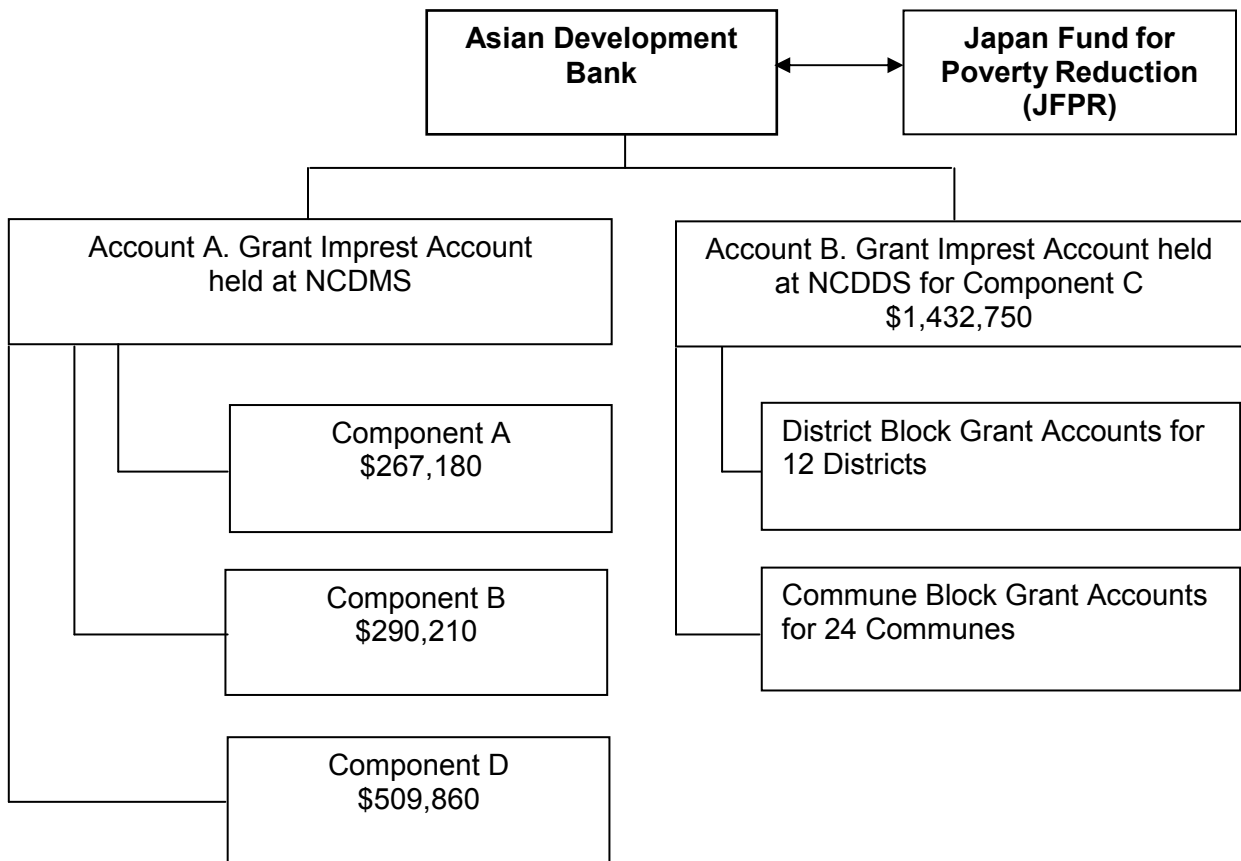 Asian Development
Bank
Japan Fund for
Poverty Reduction
(JFPR)
Account A. Grant Imprest Account
held at NCDMS
Account B. Grant Imprest Account held
at NCDDS for Component C
$1,432,750
Component A
$267,180
District Block Grant Accounts for
12 Districts
Component B
$290,210
Commune Block Grant Accounts
for 24 Communes
Component D
$509,860